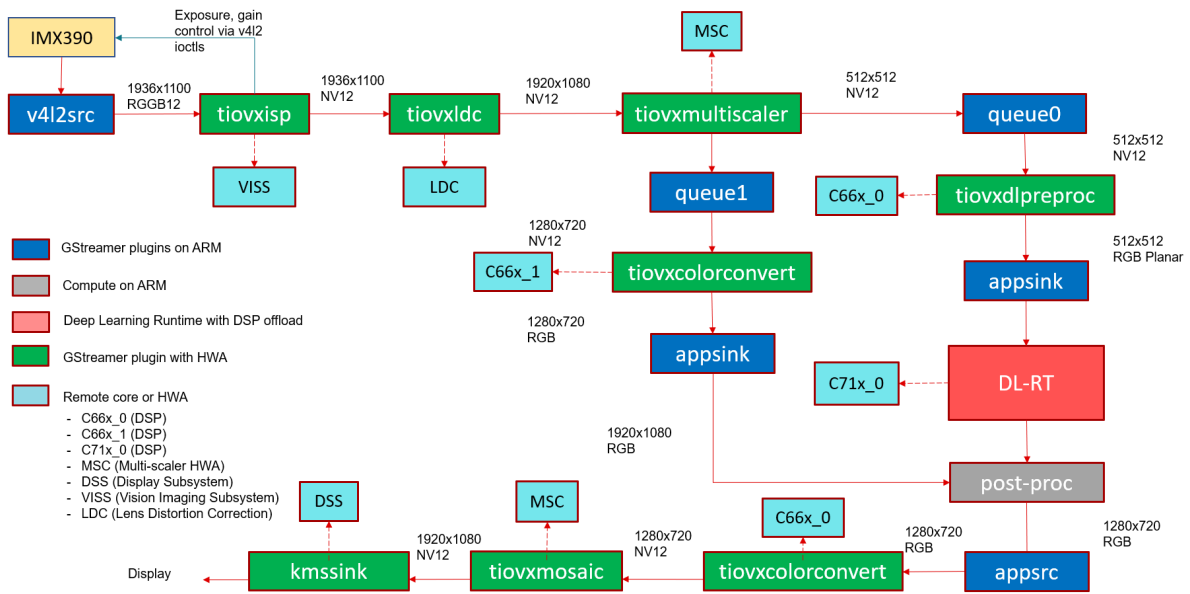 Exposure, gain
control via v4l2
ioctls
IMX390
MSC
1936x1100
RGGB12
1936x1100
NV12
1920x1080
NV12
512x512
NV12
v4l2src
tiovxisp
tiovxldc
tiovxmultiscaler
queue0
512x512
NV12
VISS
LDC
queue1
C66x_0
tiovxdlpreproc
1280x720
NV12
GStreamer plugins on ARM
512x512
RGB Planar
C66x_1
tiovxcolorconvert
appsink
Compute on ARM
Deep Learning Runtime with DSP offload
1280x720
RGB
GStreamer plugin with HWA
appsink
C71x_0
DL-RT
Remote core or HWA
- C66x_0 (DSP)
- C66x_1 (DSP)
- C71x_0 (DSP)
- MSC (Multi-scaler HWA)
- DSS (Display Subsystem)
- VISS (Vision Imaging Subsystem)
- LDC (Lens Distortion Correction)
1920x1080
RGB
post-proc
DSS
MSC
C66x_0
1920x1080
NV12
1280x720
NV12
1280x720
RGB
1280x720
RGB
Display
kmssink
tiovxmosaic
tiovxcolorconvert
appsrc